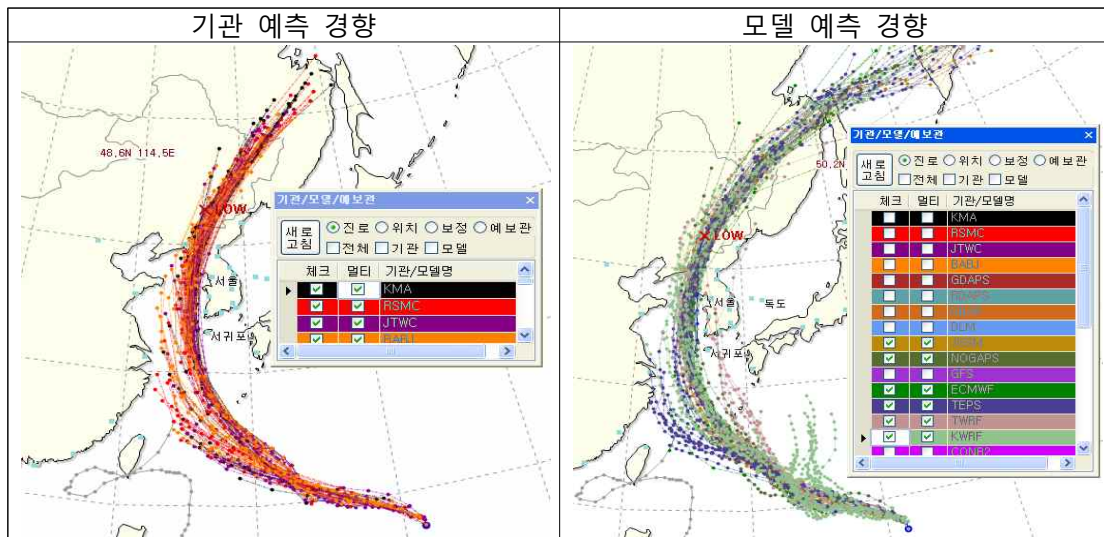 기관 예측 경향
모델 예측 경향
48.6N 114.5E
LOW
서울
서귀포
기관/모델/예보관
새로
고침
진로 위치 보정 예보관
전체 기관 모델
체크 멀티 기관/모델명
KMA
RSMC
JTWC
BABJ
50.2N
LOW
서울
독도
서귀포
기관/모델/예보관
새로
고침
진로 위치 보정 예보관
전체 기관 모델
체크 멀티 기관/모델명
KMA
RSMC
JTWC
BABJ
GDAPS
RDAPS
DLM
NOGAPS
GFS
ECMWF
TEPS
TWRF
KWRF
CONB2